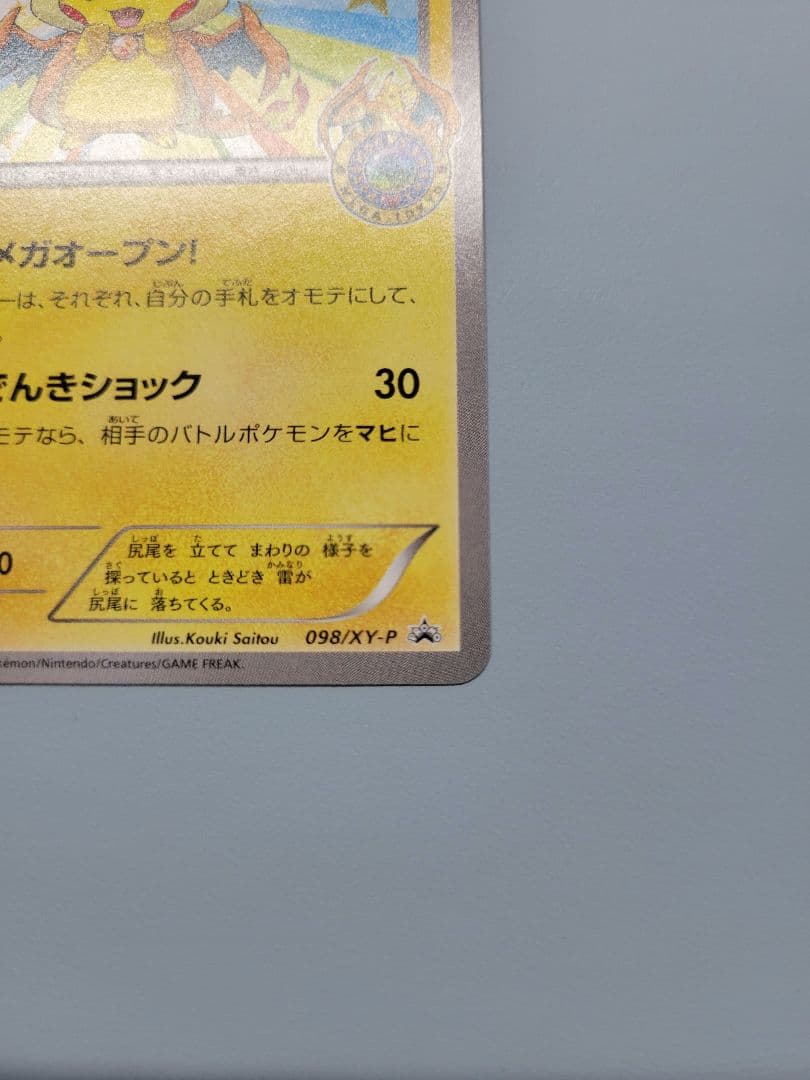 メガオープン!
ーは、それぞれ、自分の手札をオモテにして、
でんきショック 30
モテなら、相手のバトルポケモンをマヒに
0
尻尾を 立てて まわりの 様子を
探っていると ときどき 雷が
尻尾に 落ちてくる。
Illus.Kouki Saitou 098/XY-P
kémon/Nintendo/Creatures/GAME FREAK.